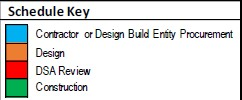 Schedule Key
Contractor or Design Build Entity Procurement
Design
DSA Review
Construction